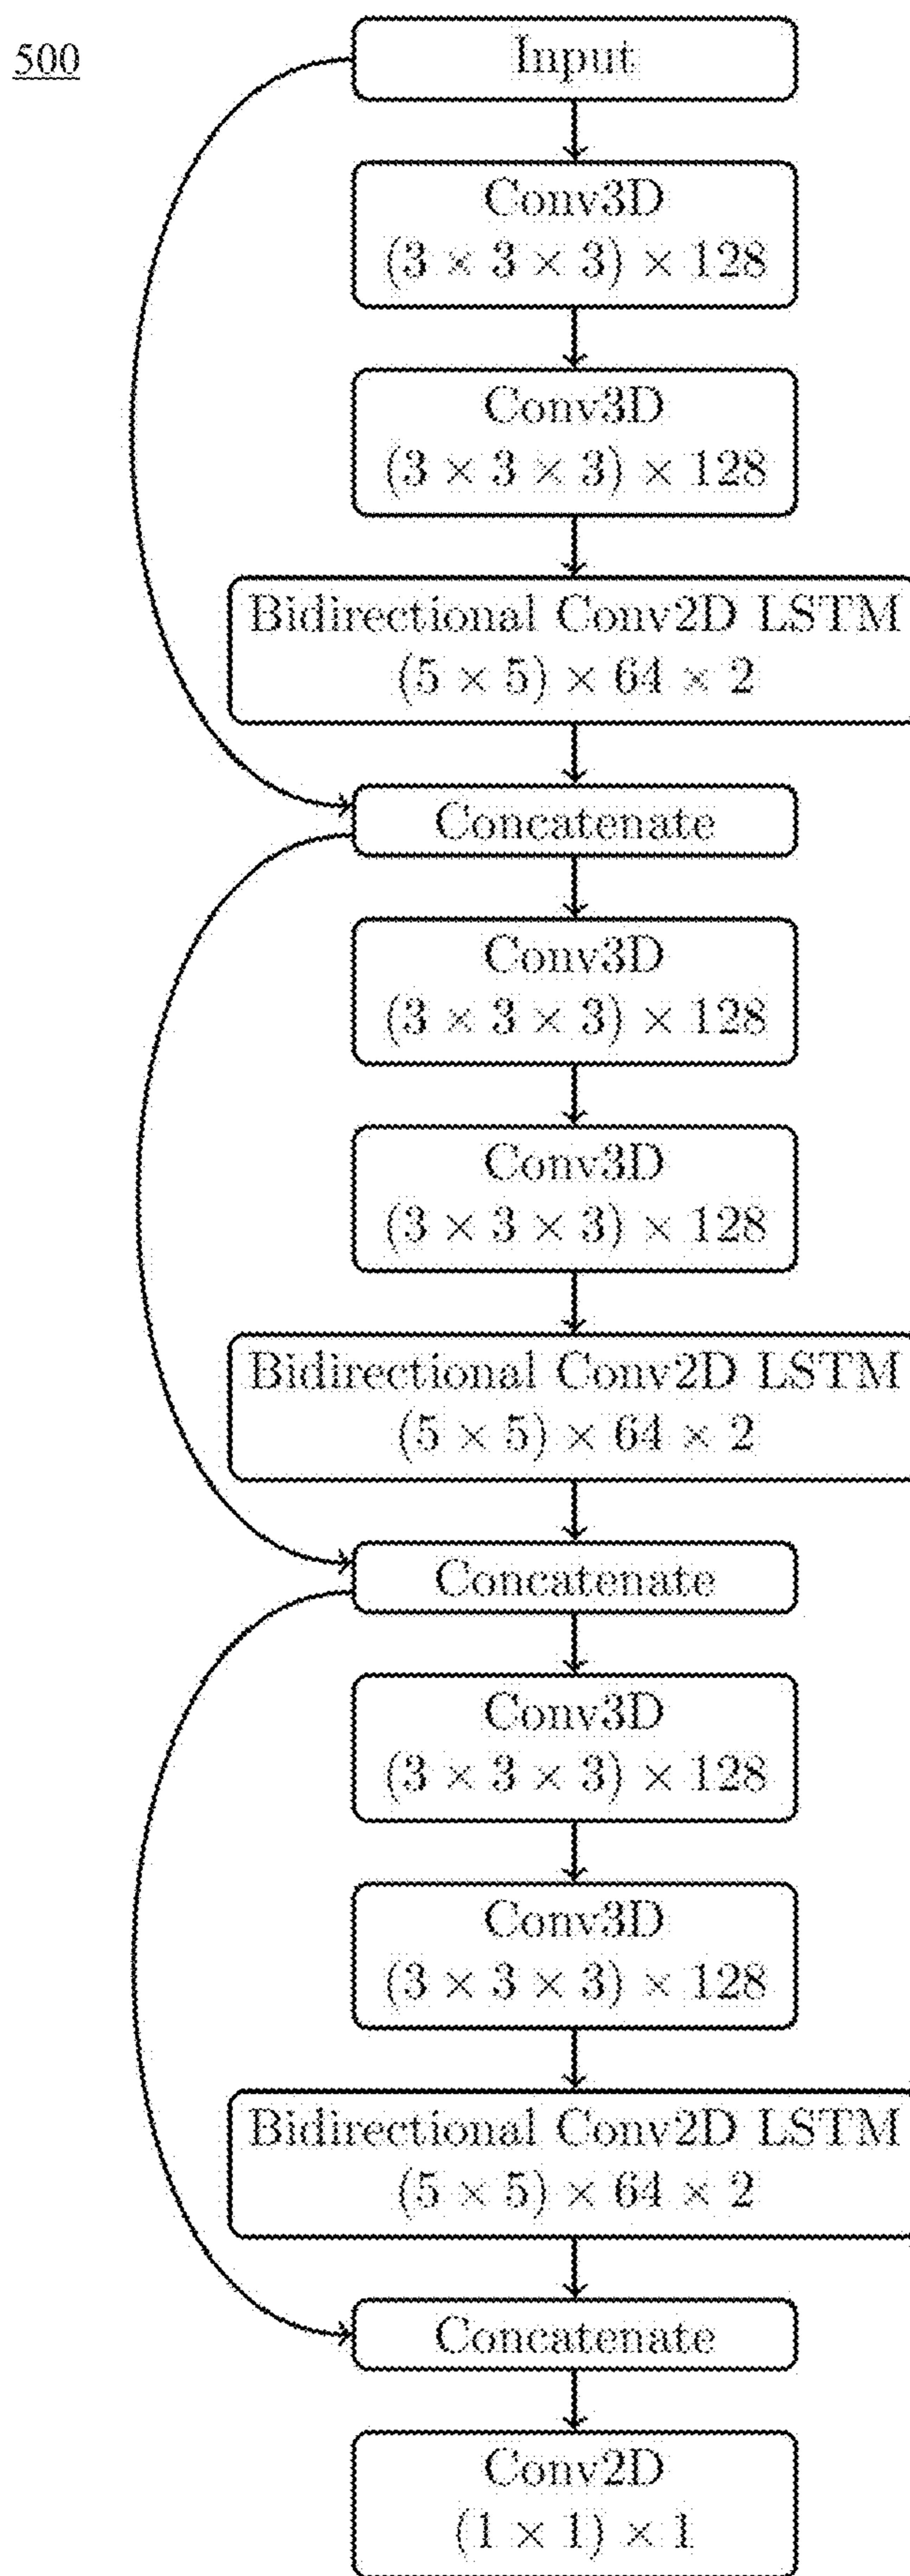 500
Input
Conv3D
(3 × 3 × 3) × 128
Conv3D
(3 × 3 × 3) × 128
Bidirectional Conv2D LSTM
(5 × 5) × 64 × 2
Concatenate
Conv3D
(3 × 3 × 3) × 128
Conv3D
(3 × 3 × 3) × 128
Bidirectional Conv2D LSTM
(5 × 5) × 64 × 2
Concatenate
Conv3D
(3 × 3 × 3) × 128
Conv3D
(3 × 3 × 3) × 128
Bidirectional Conv2D LSTM
(5 × 5) × 64 × 2
Concatenate
Conv2D
(1 × 1) × 1